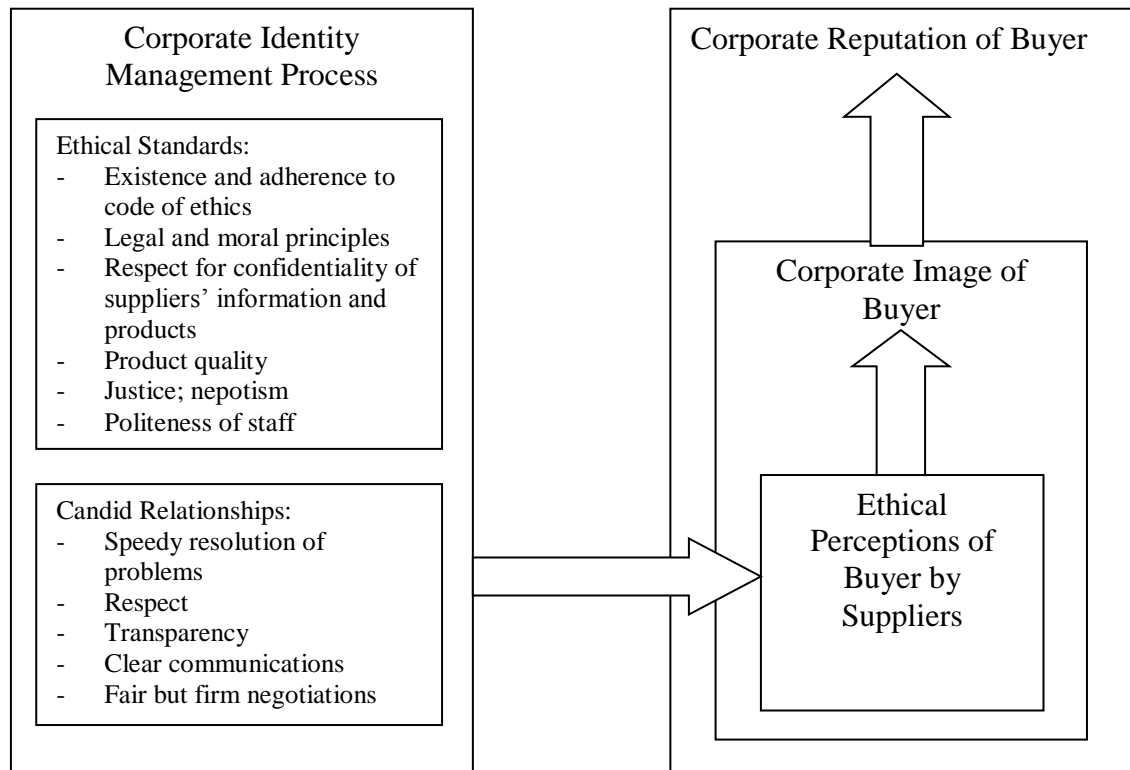 Corporate Identity
Management Process
Ethical Standards:
- Existence and adherence to
code of ethics
- Legal and moral principles
- Respect for confidentiality of
suppliers’ information and
products
- Product quality
- Justice; nepotism
- Politeness of staff
Candid Relationships:
- Speedy resolution of
problems
- Respect
- Transparency
- Clear communications
- Fair but firm negotiations
Corporate Reputation of Buyer
Corporate Image of
Buyer
Ethical
Perceptions of
Buyer by
Suppliers